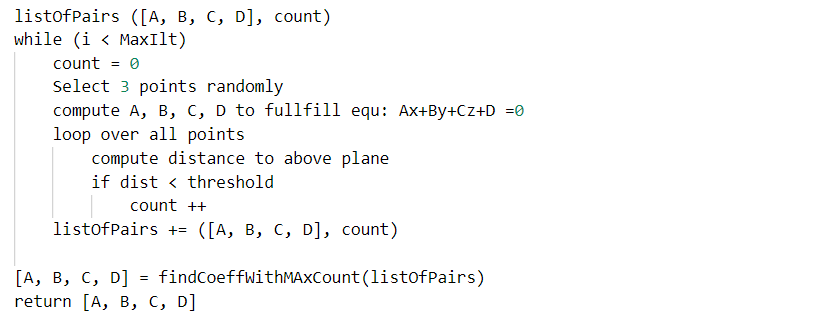 listOfPairs ([A, B, C, D], count)
while (i < MaxIlt)
count = 0
Select 3 points randomly
compute A, B, C, D to fullfill equ: Ax+By+Cz+D =0
loop over all points
compute distance to above plane
if dist < threshold
count ++
listOfPairs += ([A, B, C, D], count)
[A, B, C, D] = findCoeffWithMAxCount(listOfPairs)
return [A, B, C, D]